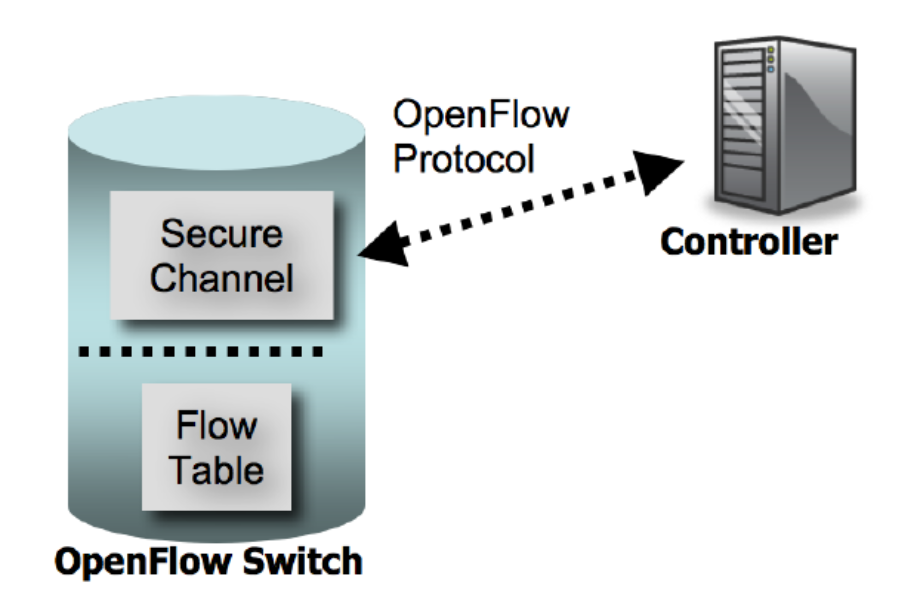 OpenFlow
Protocol
Secure
Channel
Controller
Flow
Table
OpenFlow Switch